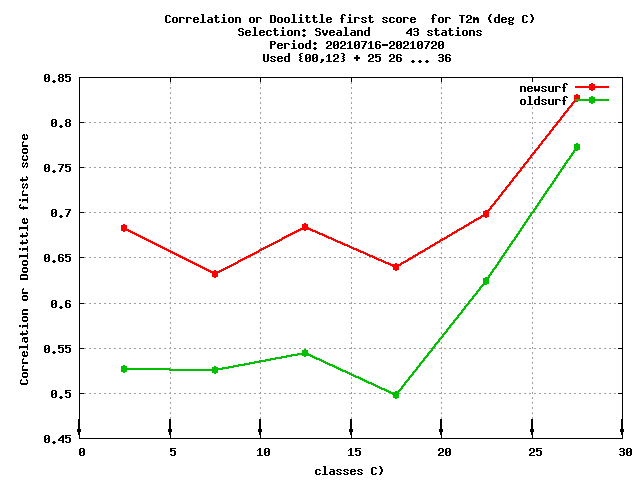 Correlation or Doolittle first score  for T2m (deg C)
Selection: Svealand     43 stations
Period: 20210716-20210720
Used {00,12} + 25 26 ... 36
newsurf
oldsurf
Correlation or Doolittle first score
0.85
0.8
0.75
0.7
0.65
0.6
0.55
0.5
0.45
0 5 10 15 20 25 30
classes C)